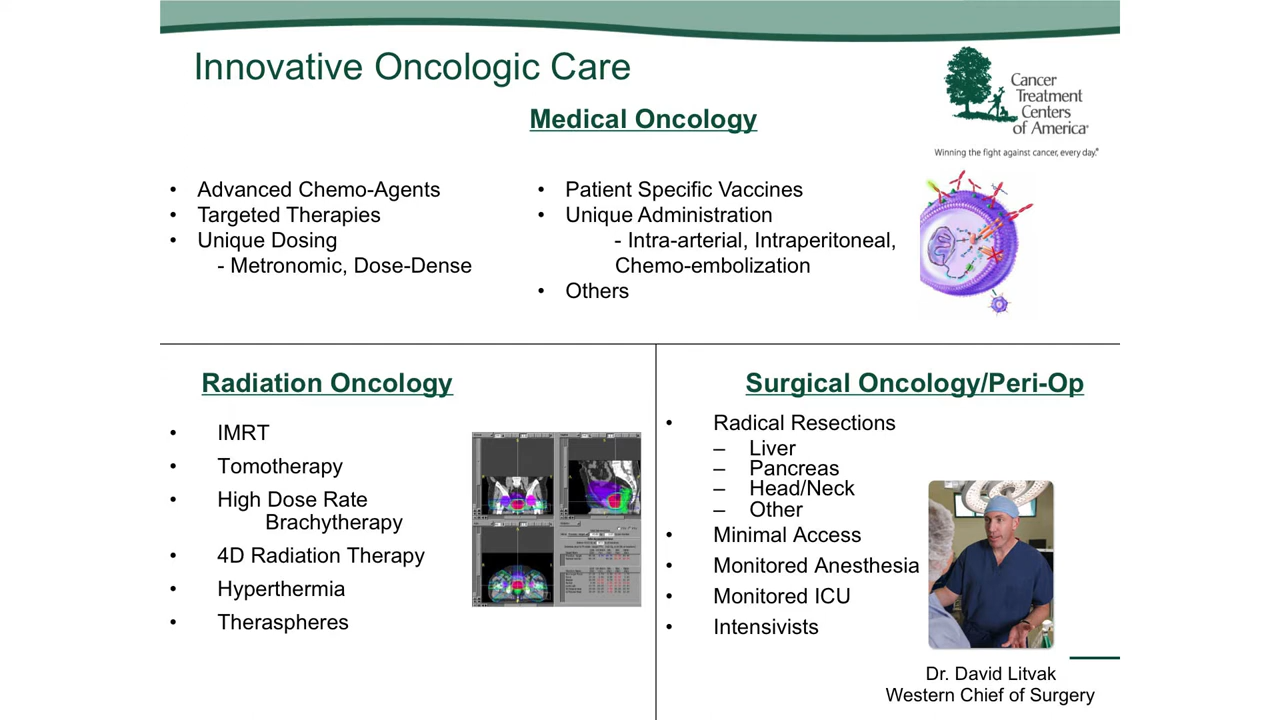 Innovative Oncologic Care
Cancer
Treatment
Centers
of America®
Winning the fight against cancer, every day.®
Medical Oncology
• Advanced Chemo-Agents
• Targeted Therapies
• Unique Dosing
- Metronomic, Dose-Dense
• Patient Specific Vaccines
• Unique Administration
- Intra-arterial, Intraperitoneal,
Chemo-embolization
• Others
Radiation Oncology
• IMRT
• Tomotherapy
• High Dose Rate
Brachytherapy
• 4D Radiation Therapy
• Hyperthermia
• Theraspheres
Surgical Oncology/Peri-Op
• Radical Resections
– Liver
– Pancreas
– Head/Neck
– Other
• Minimal Access
• Monitored Anesthesia
• Monitored ICU
• Intensivists
Dr. David Litvak
Western Chief of Surgery